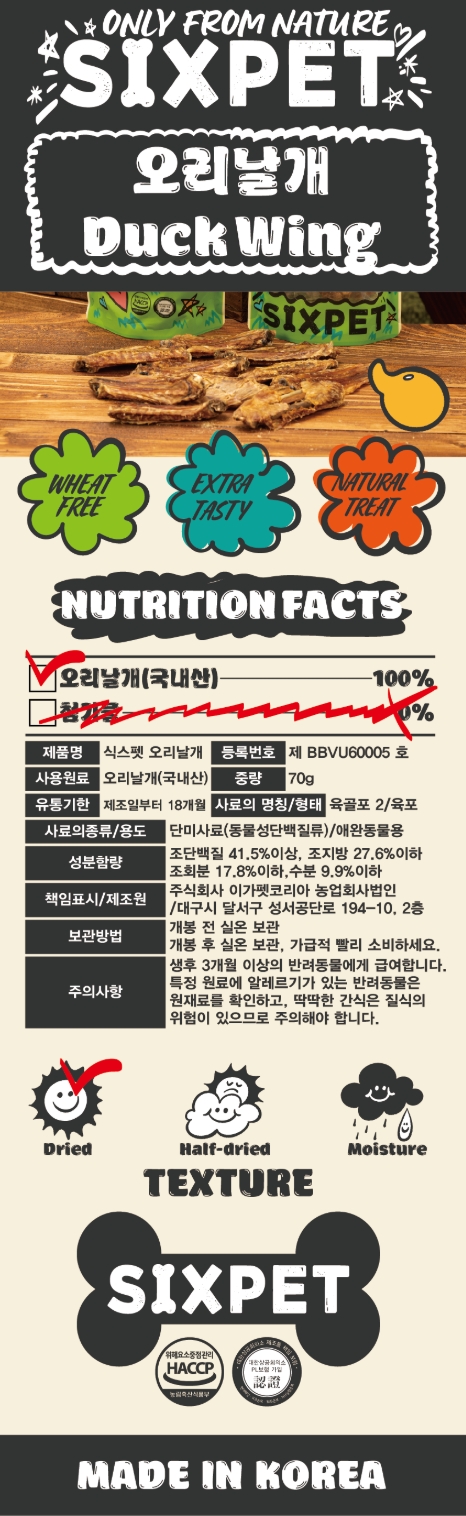 ONLY FROM NATURE
SIXPET
오리날개
Duck Wing
SIXPET
WHEAT FREE
EXTRA TASTY
NATURAL TREAT
NUTRITION FACTS
오리날개(국내산) 100%
첨가물 0%
제품명 식스펫 오리날개 등록번호 제 BBVU60005 호
사용원료 오리날개(국내산) 중량 70g
유통기한 제조일부터 18개월 사료의 명칭/형태 육골포 2/육포
사료의종류/용도 단미사료(동물성단백질류)/애완동물용
성분함량 조단백질 41.5%이상, 조지방 27.6%이하
조회분 17.8%이하,수분 9.9%이하
책임표시/제조원 주식회사 이가펫코리아 농업회사법인
/대구시 달서구 성서공단로 194-10, 2층
보관방법 개봉 전 실온 보관
개봉 후 실온 보관, 가급적 빨리 소비하세요.
주의사항 생후 3개월 이상의 반려동물에게 급여합니다.
특정 원료에 알레르기가 있는 반려동물은
원재료를 확인하고, 딱딱한 간식은 질식의
위험이 있으므로 주의해야 합니다.
Dried Half-dried Moisture
TEXTURE
SIXPET
위해요소중점관리
HACCP
농림축산식품부
대한상공회의소
PL보험 가입
MADE IN KOREA